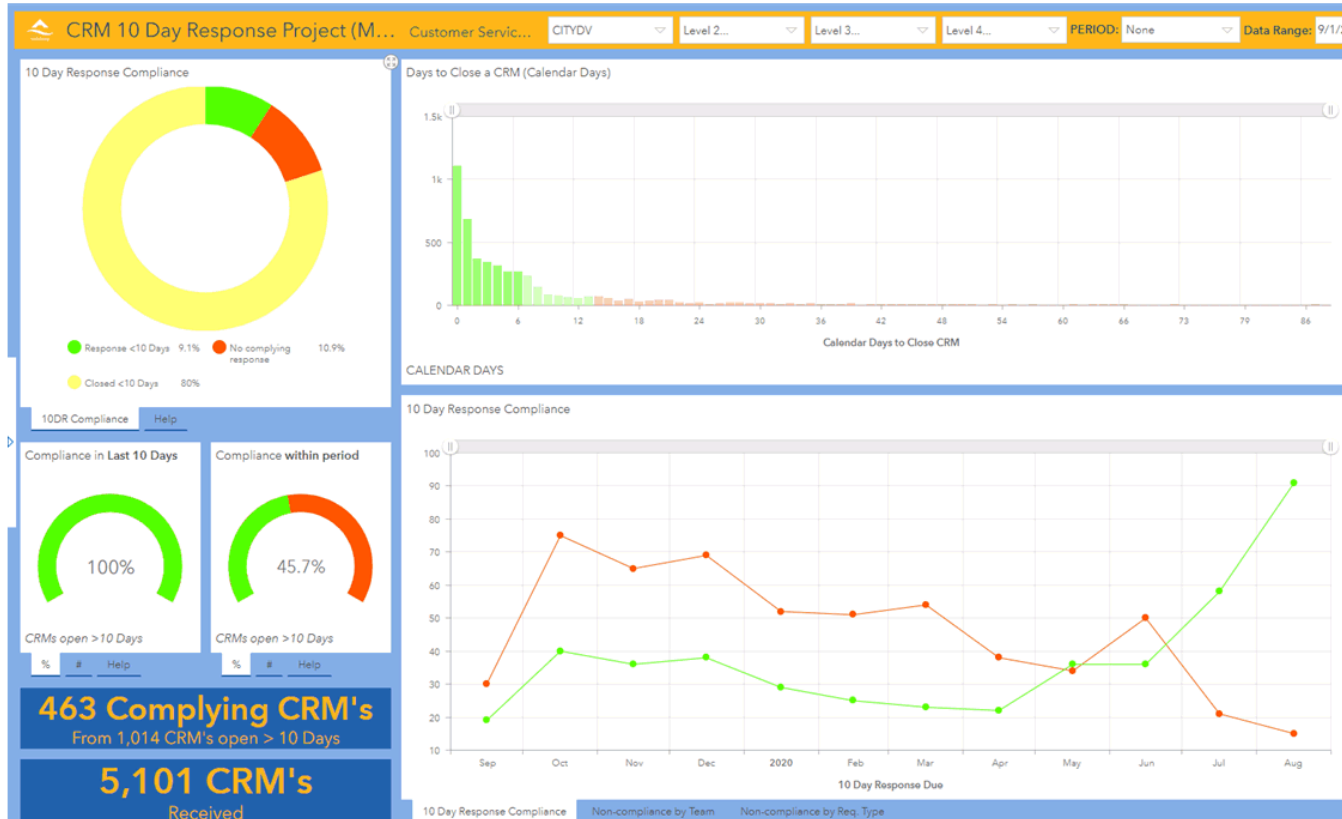 CRM 10 Day Response Project (M...
Customer Servic...
CITYDV
Level 2...
Level 3...
Level 4...
PERIOD:
None
Data Range:
9/1/2
10 Day Response Compliance
Response <10 Days 9.1%
No complying
response
10.9%
Closed <10 Days 80%
10DR Compliance
Help
Days to Close a CRM (Calendar Days)
1.5k
1k
500
0
0 6 12 18 24 30 36 42 48 54 60 66 73 79 86
Calendar Days to Close CRM
CALENDAR DAYS
Compliance in Last 10 Days
100%
CRMs open >10 Days
% # Help
Compliance within period
45.7%
CRMs open >10 Days
% # Help
463 Complying CRM's
From 1,014 CRM's open > 10 Days
5,101 CRM's
Received
10 Day Response Compliance
100
90
80
70
60
50
40
30
20
10
Sep Oct Nov Dec 2020 Feb Mar Apr May Jun Jul Aug
10 Day Response Due
10 Day Response Compliance
Non-compliance by Team
Non-compliance by Req. Type